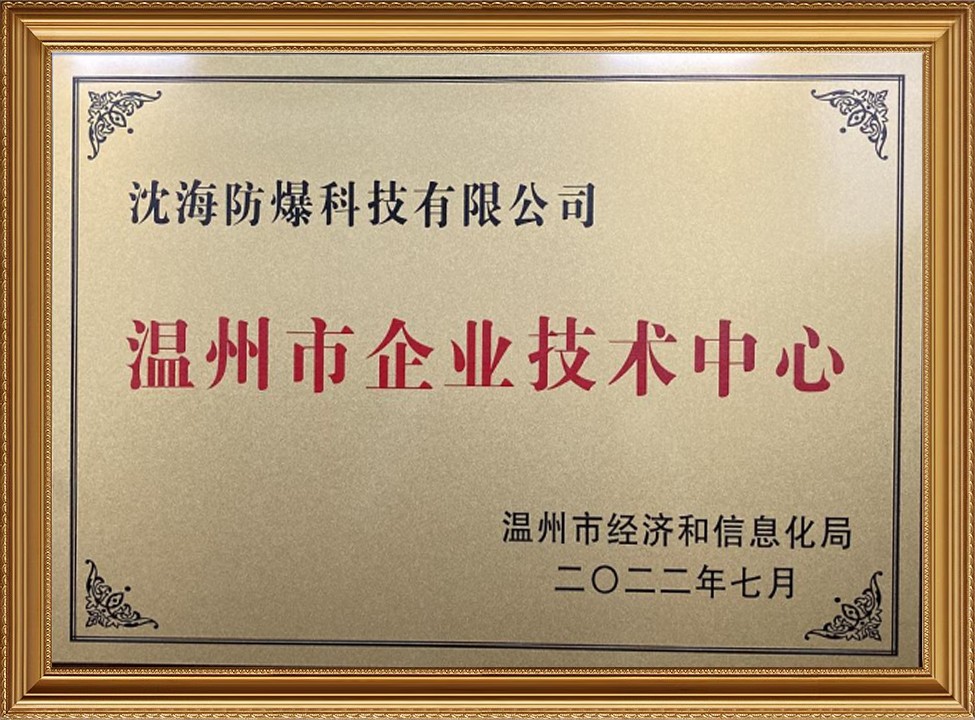 沈海防爆科技有限公司
温州市企业技术中心
温州市经济和信息化局
二〇二二年七月